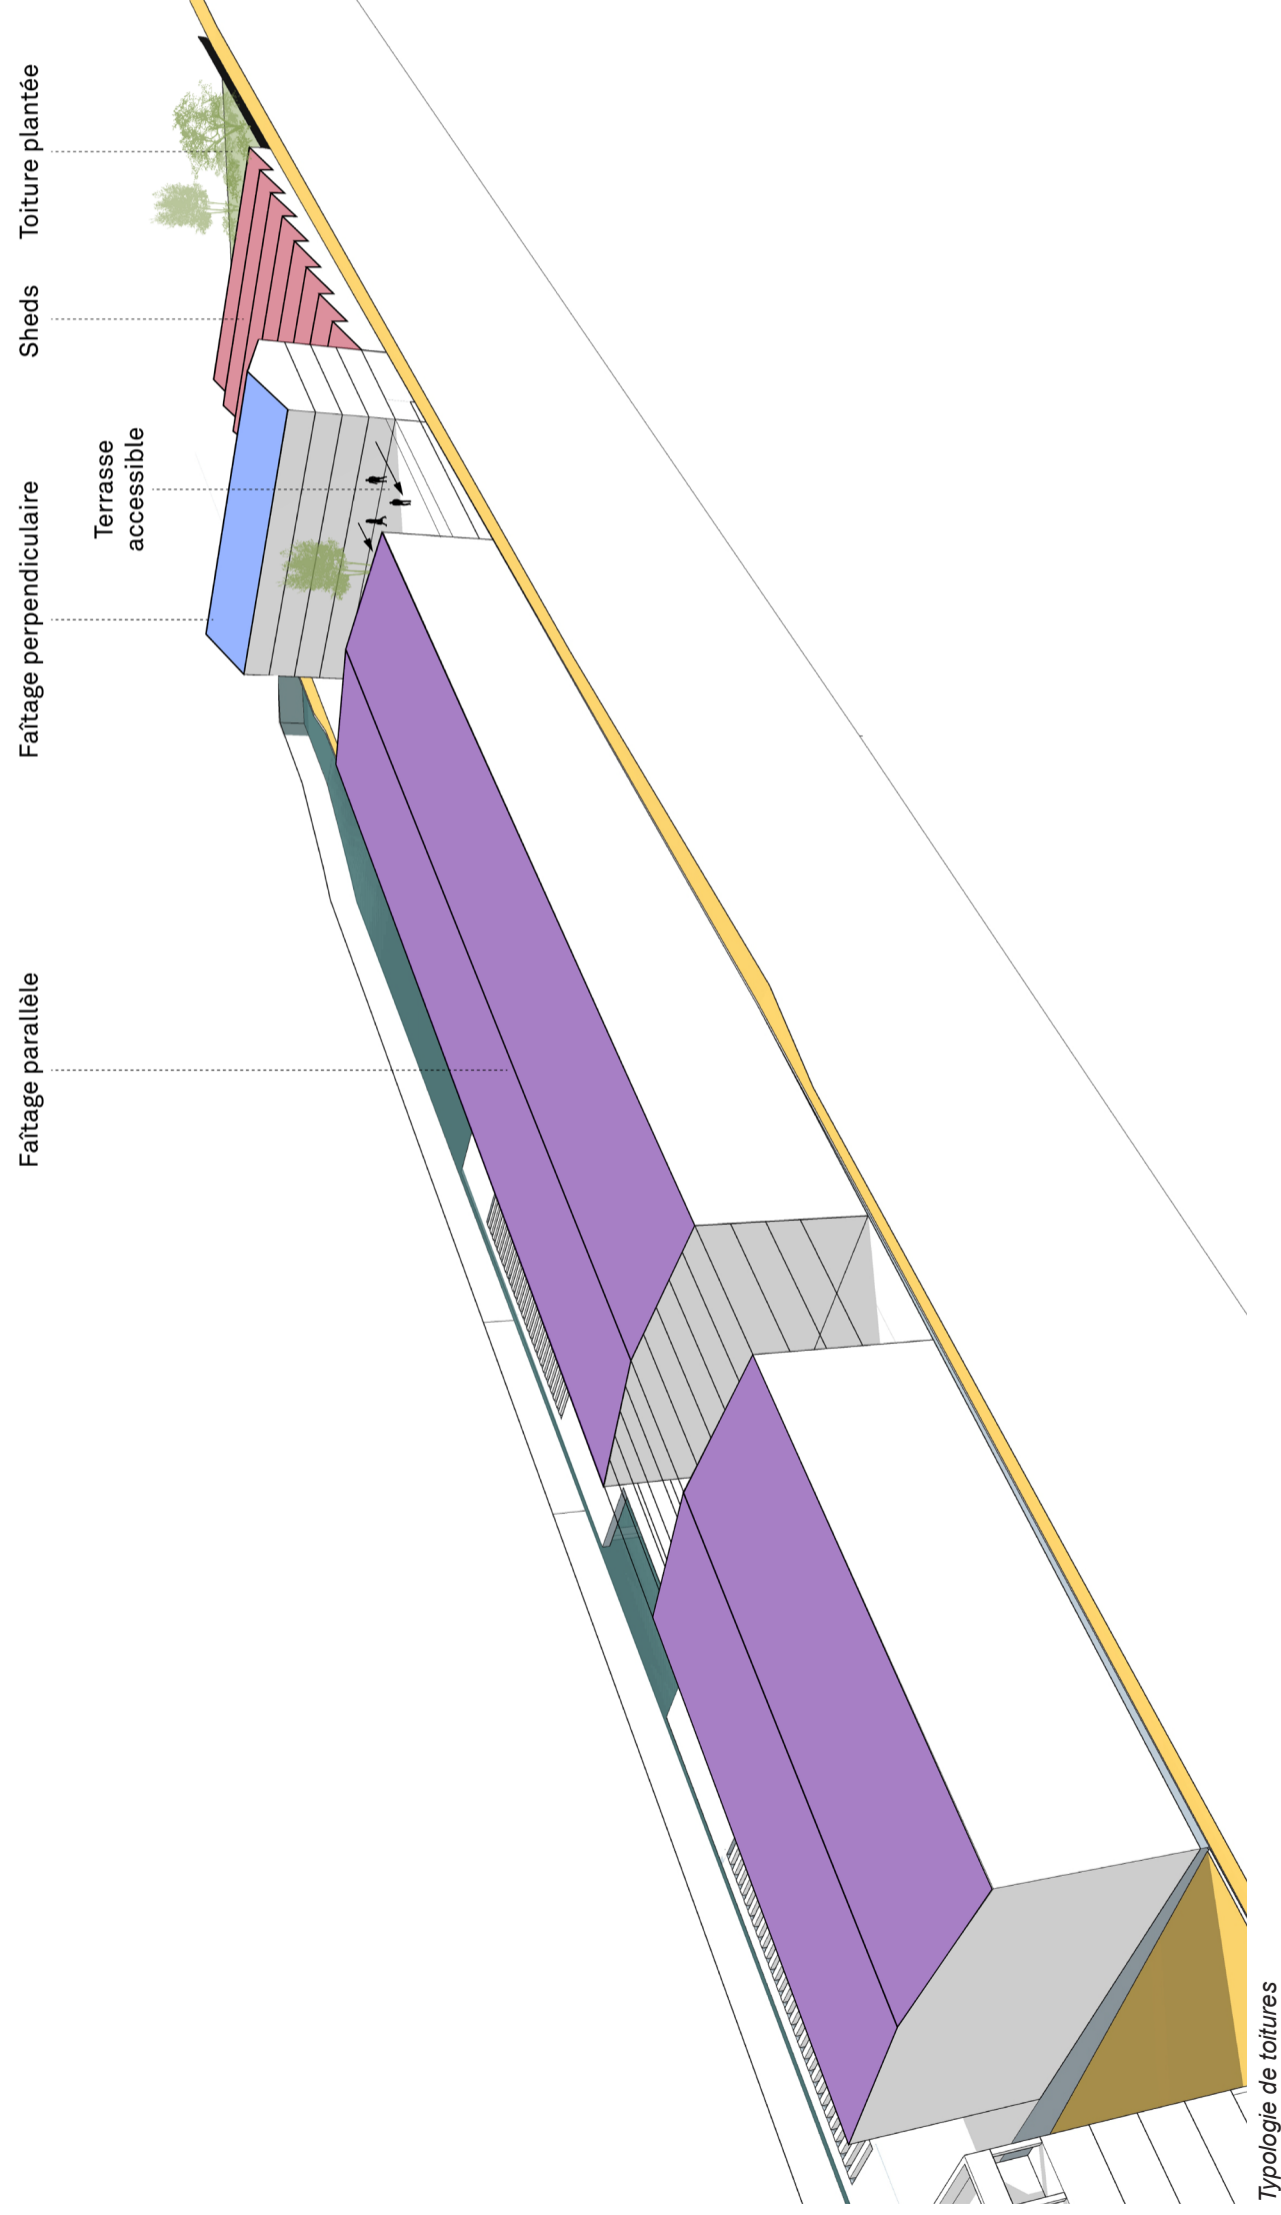 Faîtage parallèle
Faîtage perpendiculaire
Terrasse
accessible
Sheds
Toiture plantée
Typologie de toitures